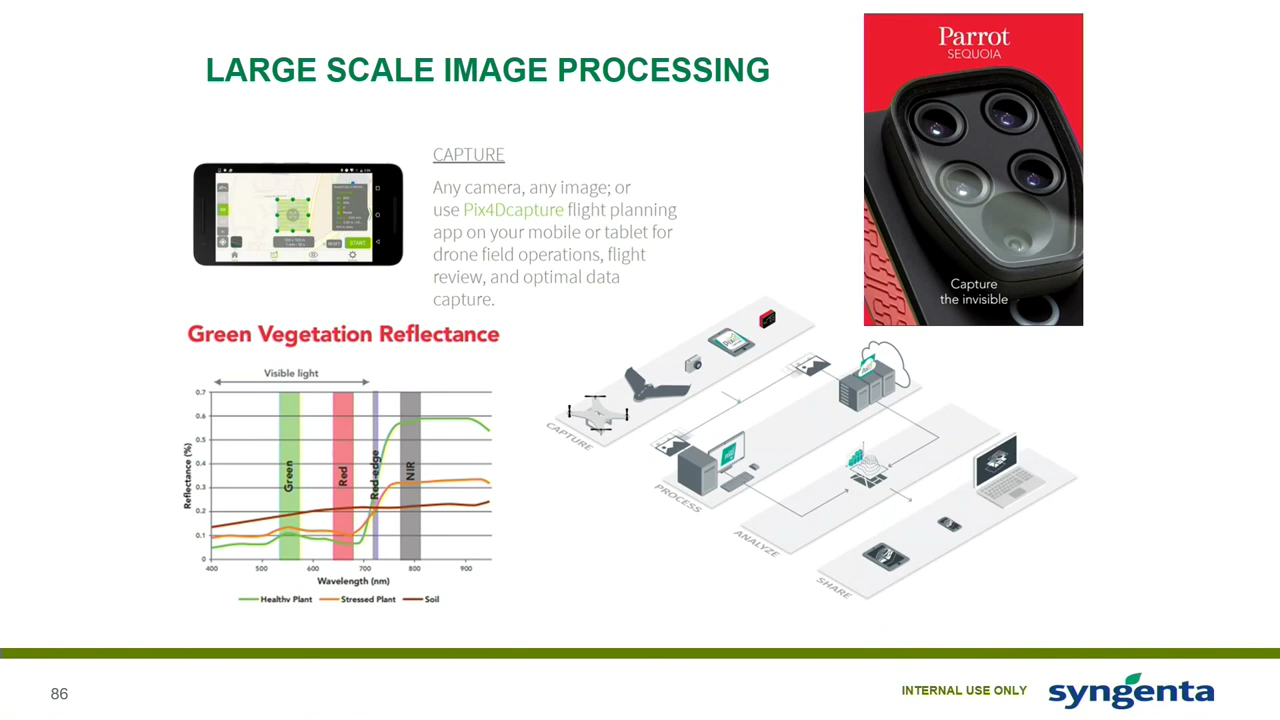 LARGE SCALE IMAGE PROCESSING
Parrot
SEQUOIA
Capture
the invisible
CAPTURE
Any camera, any image; or
use Pix4Dcapture flight planning
app on your mobile or tablet for
drone field operations, flight
review, and optimal data
capture.
START
Green Vegetation Reflectance
Visible light
0.7
0.6
0.5
0.4
0.3
0.2
0.1
0
Reflectance (%)
Green
Red
Red-edge
NIR
400
500
600
700
800
900
Wavelength (nm)
Healthy Plant
Stressed Plant
Soil
CAPTURE
PROCESS
ANALYZE
SHARE
86
INTERNAL USE ONLY
syngenta